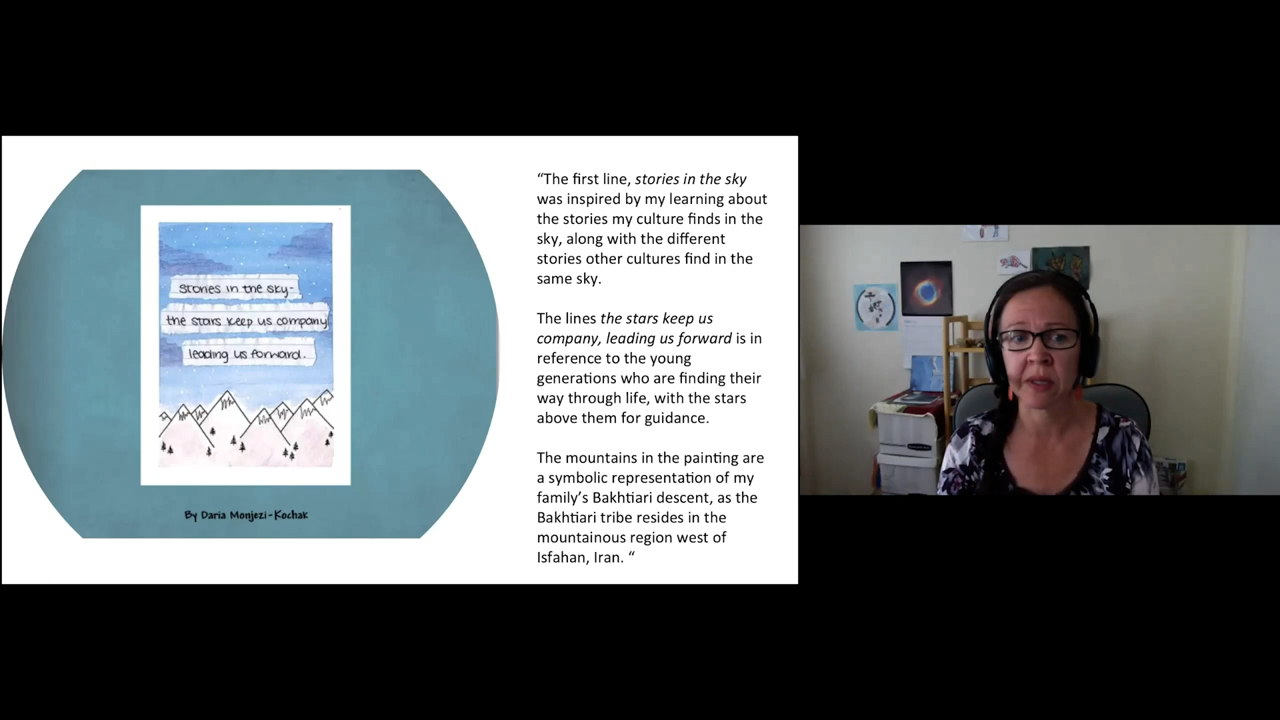 stories in the sky-
the stars keep us company
leading us forward.
By Daria Monjezi-Kochak
“The first line, stories in the sky
was inspired by my learning about
the stories my culture finds in the
sky, along with the different
stories other cultures find in the
same sky.
The lines the stars keep us
company, leading us forward is in
reference to the young
generations who are finding their
way through life, with the stars
above them for guidance.
The mountains in the painting are
a symbolic representation of my
family’s Bakhtiari descent, as the
Bakhtiari tribe resides in the
mountainous region west of
Isfahan, Iran. “